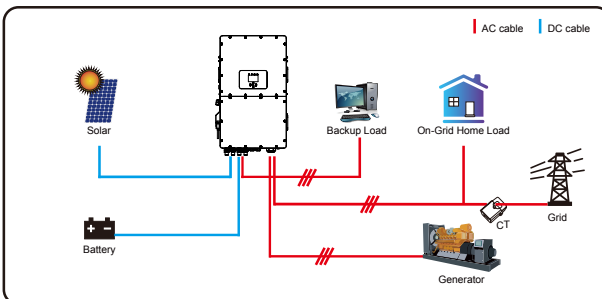 AC cable
DC cable
Solar
Backup Load
On-Grid Home Load
CT
Grid
Battery
Generator